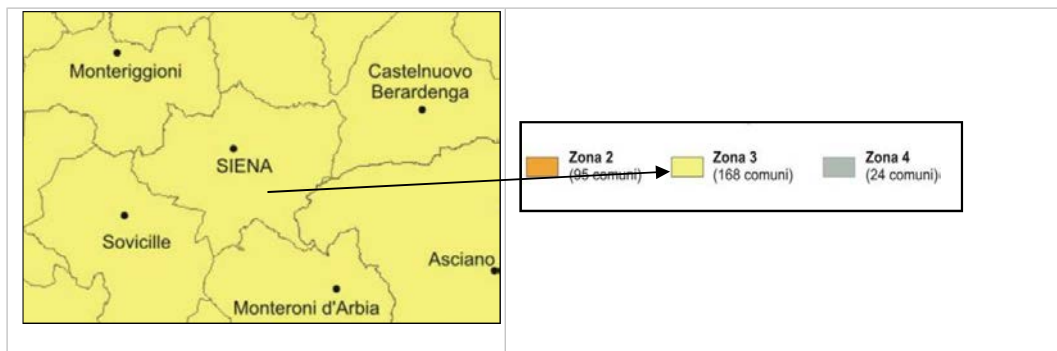 Monteriggioni
Castelnuovo
Berardenga
SIENA
Sovicille
Asciano
Monteroni d'Arbia
Zona 2
(95 comuni)
Zona 3
(168 comuni)
Zona 4
(24 comuni)